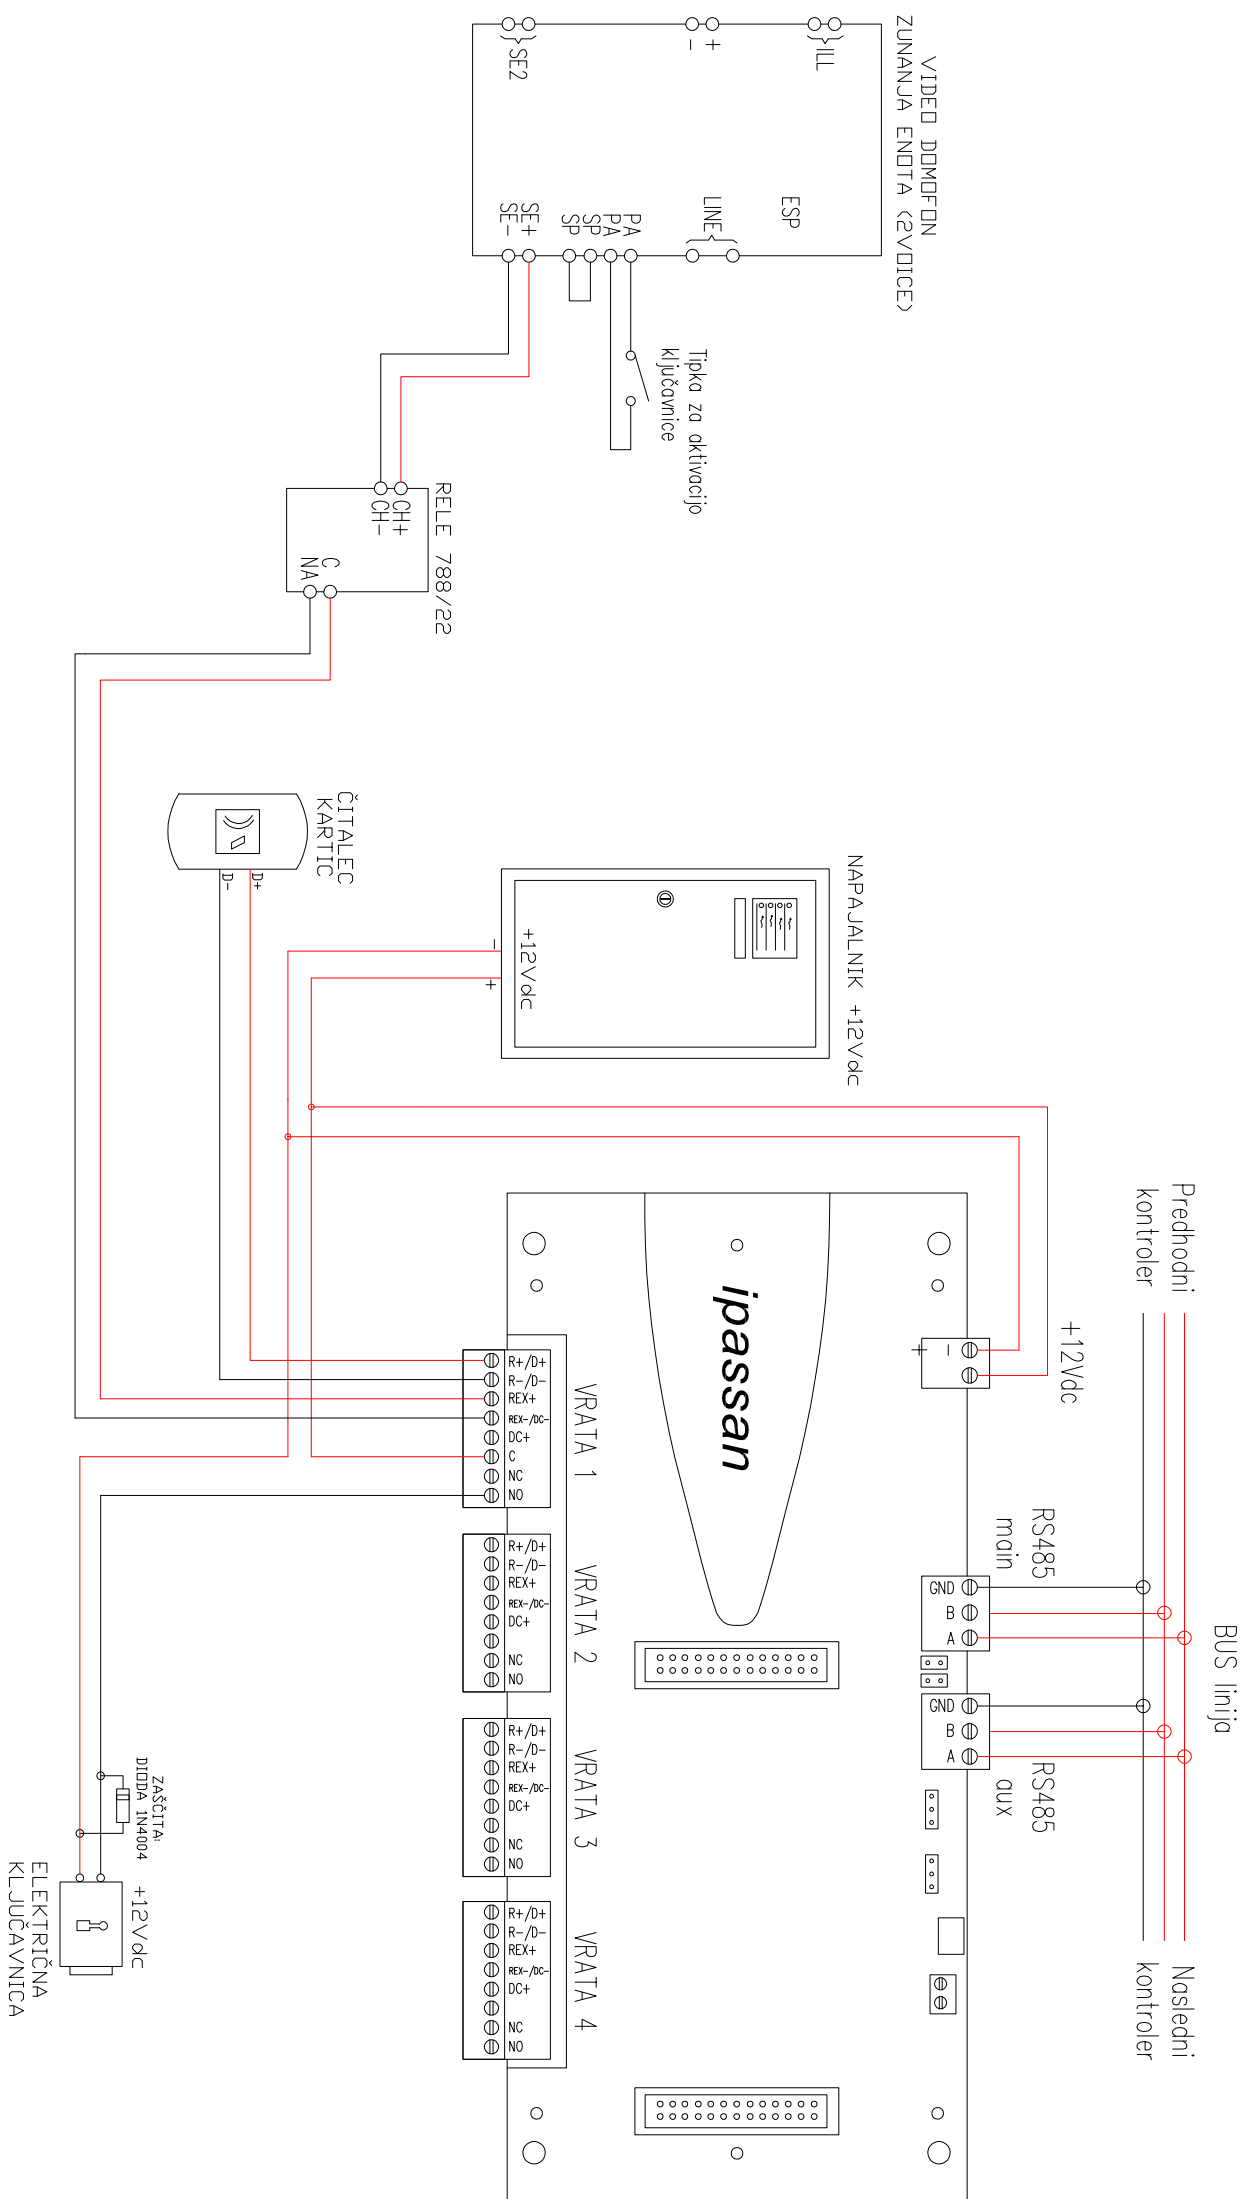 VIDEO DOMOFON
ZUNANJA ENOTA (2VOICE)
ILL
+
-
SE2
ESP
LINE
PA
PA
SP
SP
SE+
SE-
Tipka za aktivacijo
ključavnice
RELE 788/22
CH+
CH-
C
NA
ČITALEC
KARTIC
D+
D-
NAPAJALNIK +12Vdc
+12Vdc
-
+
Predhodni
kontroler
+12Vdc
-
+
ipassan
RS485
main
GND
B
A
BUS linija
GND
B
A
RS485
aux
Naslednji
kontroler
VRATA 1
R+/D+
R-/D-
REX+
REX-/DC-
DC+
C
NC
NO
VRATA 2
R+/D+
R-/D-
REX+
REX-/DC-
DC+
NC
NO
VRATA 3
R+/D+
R-/D-
REX+
REX-/DC-
DC+
NC
NO
VRATA 4
R+/D+
R-/D-
REX+
REX-/DC-
DC+
NC
NO
ZAŠČITA:
DIODA 1N4004
+12Vdc
ELEKTRIČNA
KLJUČAVNICA